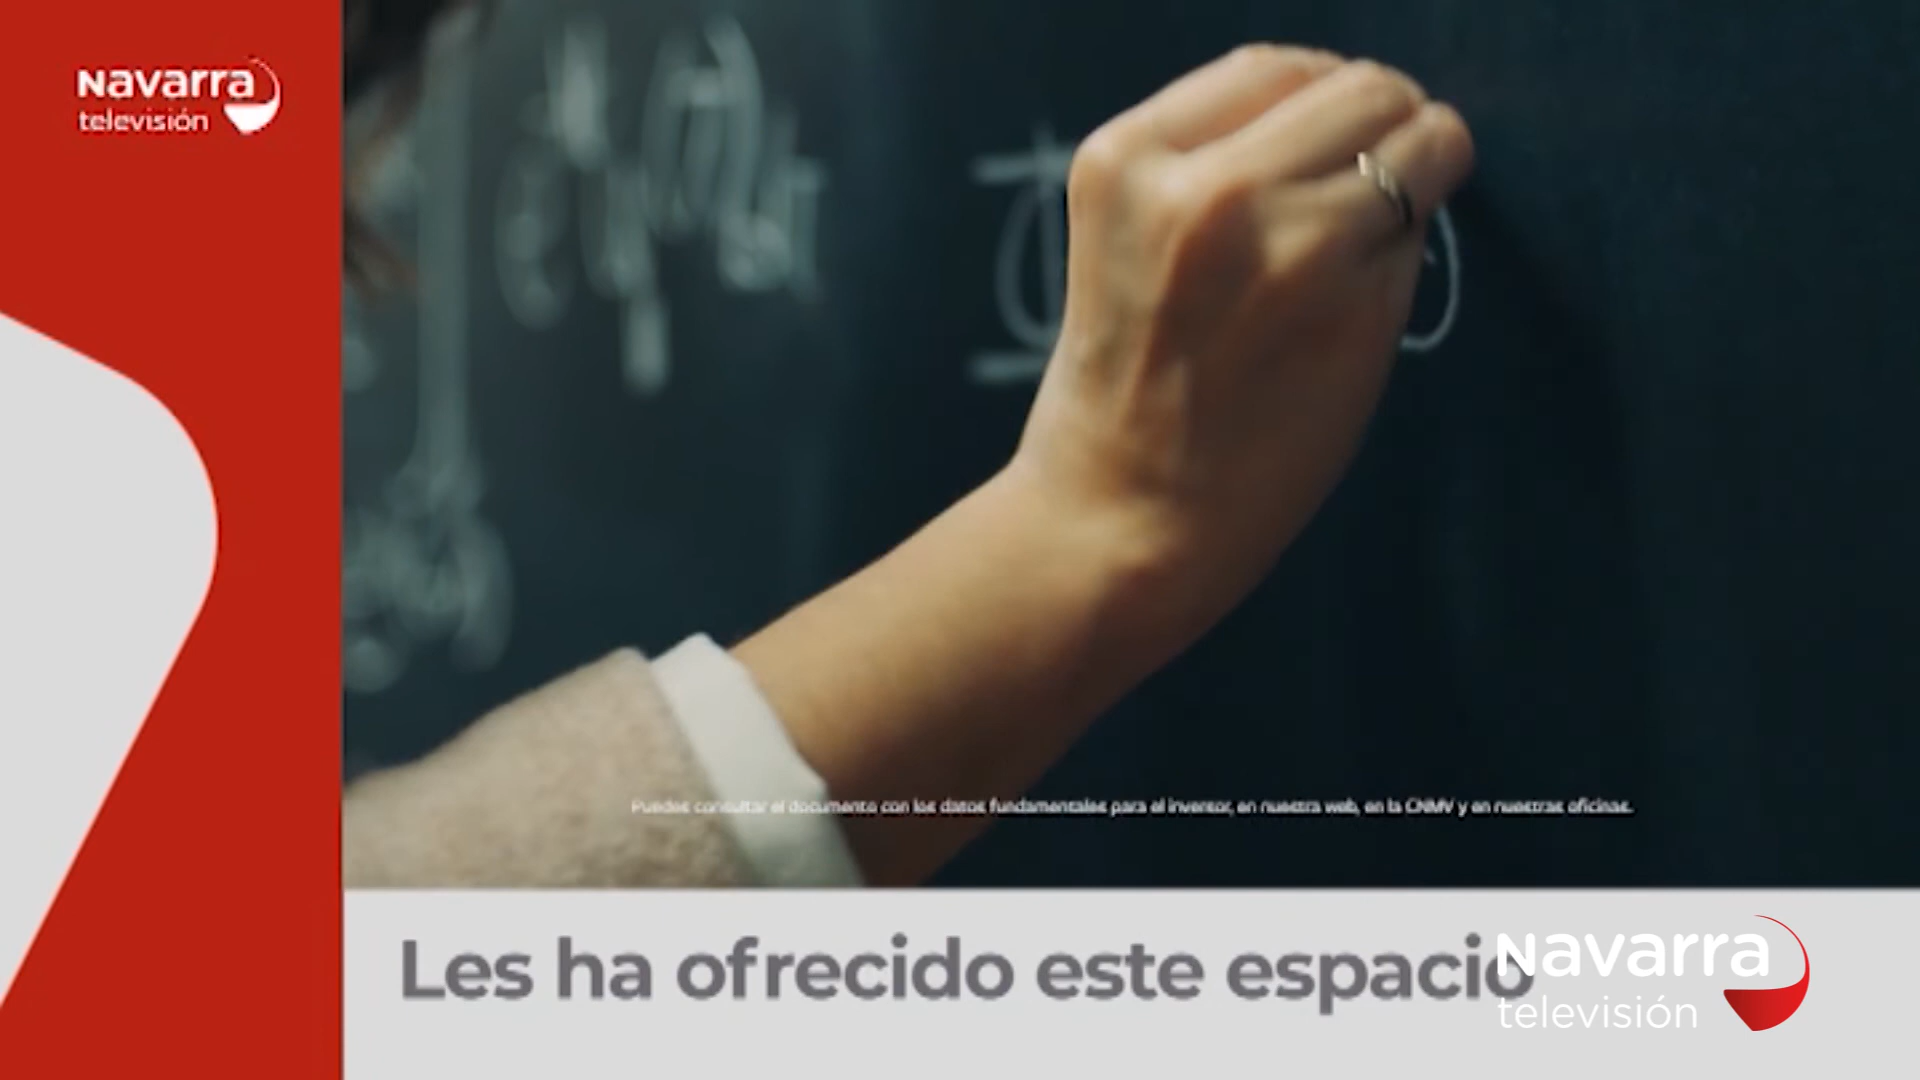 Navarra
televisión
Puedes consultar el documento con los datos fundamentales para el inversor, en nuestra web, en la CNMV y en nuestras oficinas.
Les ha ofrecido este espacio
Navarra
televisión